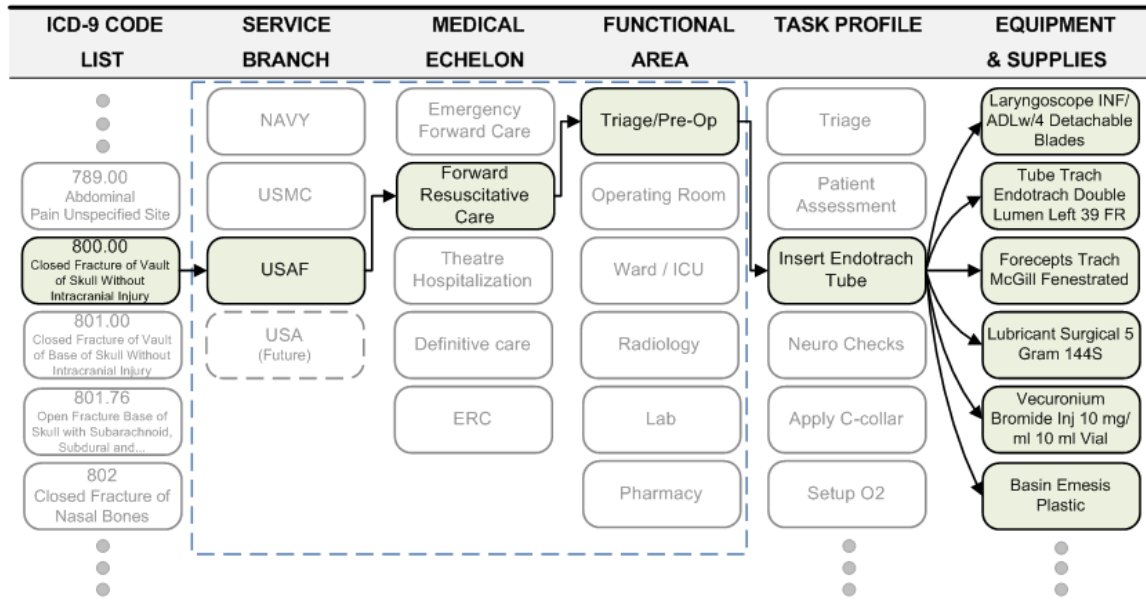 ICD-9 CODE
LIST
SERVICE
BRANCH
MEDICAL
ECHELON
FUNCTIONAL
AREA
TASK PROFILE
EQUIPMENT
& SUPPLIES
789.00
Abdominal
Pain Unspecified Site
800.00
Closed Fracture of Vault
of Skull Without
Intracranial Injury
801.00
Closed Fracture of Vault
of Base of Skull Without
Intracranial Injury
801.76
Open Fracture Base of
Skull with Subarachnoid,
Subdural and...
802
Closed Fracture of
Nasal Bones
NAVY
USMC
USAF
USA
(Future)
Emergency
Forward Care
Forward
Resuscitative
Care
Theatre
Hospitalization
Definitive care
ERC
Triage/Pre-Op
Operating Room
Ward / ICU
Radiology
Lab
Pharmacy
Triage
Patient
Assessment
Insert Endotrach
Tube
Neuro Checks
Apply C-collar
Setup O2
Laryngoscope INF/
ADLw/4 Detachable
Blades
Tube Trach
Endotrach Double
Lumen Left 39 FR
Forecepts Trach
McGill Fenestrated
Lubricant Surgical 5
Gram 144S
Vecuronium
Bromide Inj 10 mg/
ml 10 ml Vial
Basin Emesis
Plastic